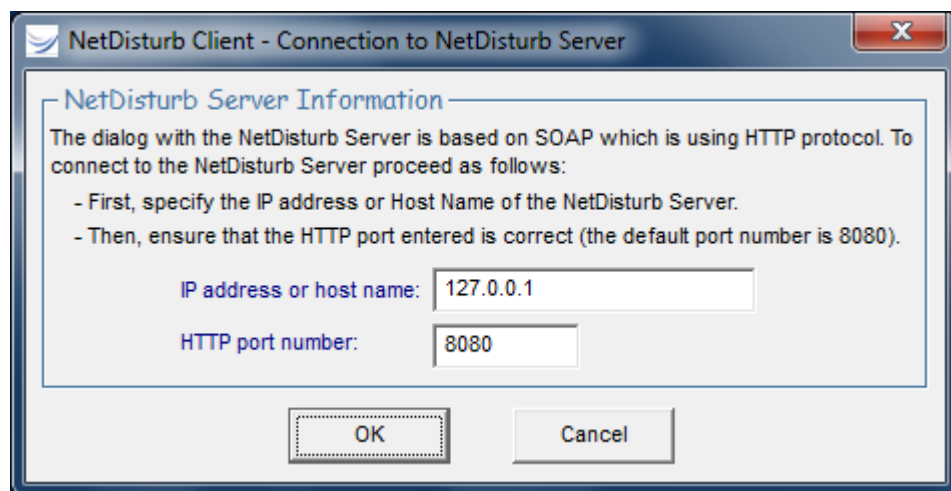 NetDisturb Client - Connection to NetDisturb Server
NetDisturb Server Information
The dialog with the NetDisturb Server is based on SOAP which is using HTTP protocol. To
connect to the NetDisturb Server proceed as follows:
- First, specify the IP address or Host Name of the NetDisturb Server.
- Then, ensure that the HTTP port entered is correct (the default port number is 8080).
IP address or host name: 127.0.0.1
HTTP port number: 8080
OK Cancel